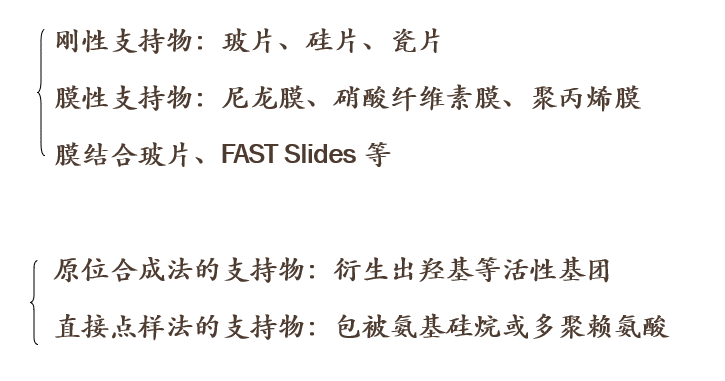 刚性支持物：玻片、硅片、瓷片
膜性支持物：尼龙膜、硝酸纤维素膜、聚丙烯膜
膜结合玻片、FAST Slides 等
原位合成法的支持物：衍生出羟基等活性基团
直接点样法的支持物：包被氨基硅烷或多聚赖氨酸